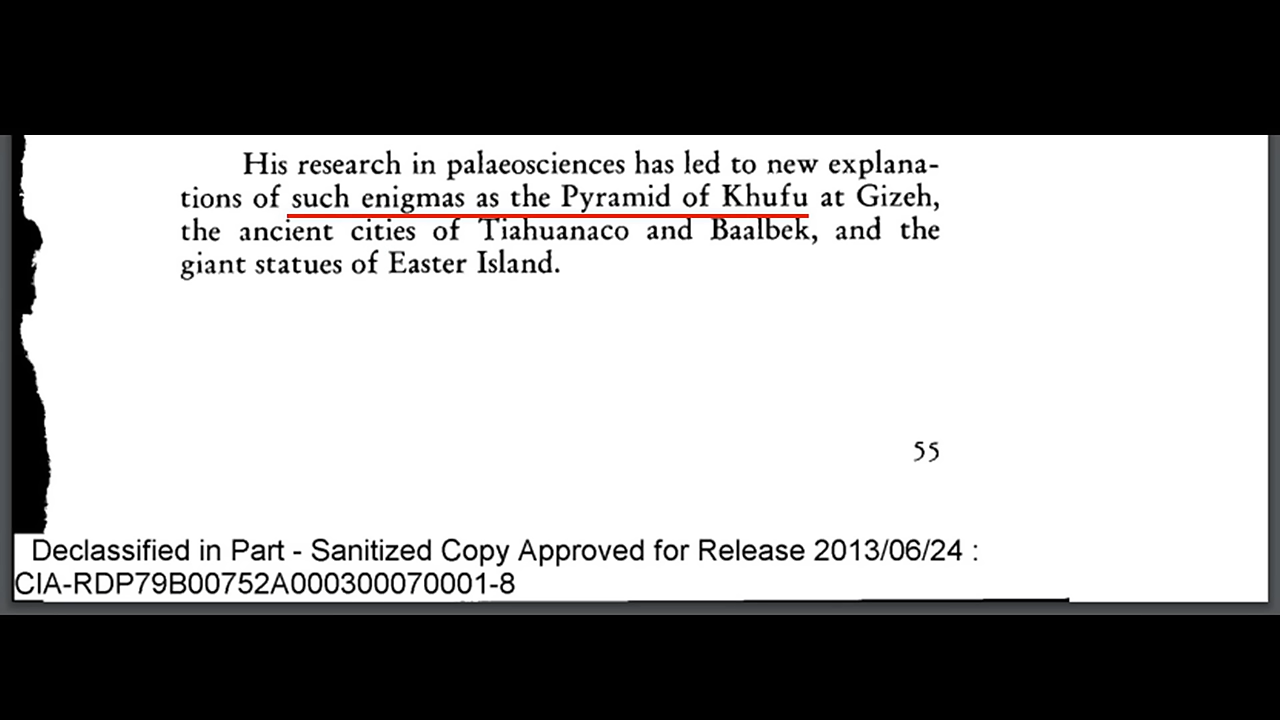 His research in palaeosciences has led to new explana-
tions of such enigmas as the Pyramid of Khufu at Gizeh,
the ancient cities of Tiahuanaco and Baalbek, and the
giant statues of Easter Island.
55
Declassified in Part - Sanitized Copy Approved for Release 2013/06/24 :
CIA-RDP79B00752A000300070001-8